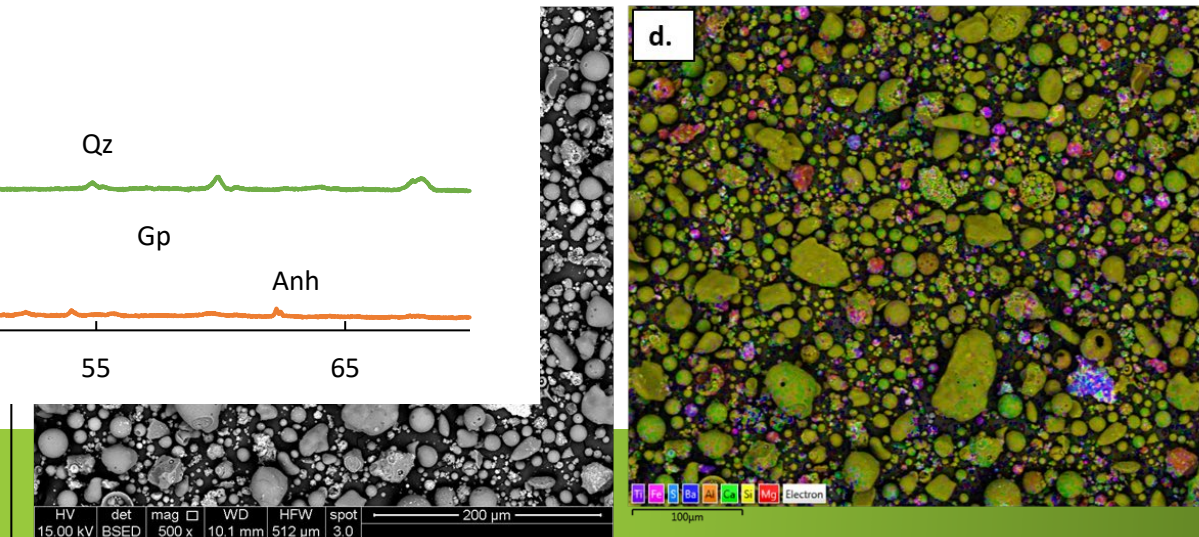 d.
Qz
Gp
Anh
55 65
HV det mag □ WD HFW spot
15.00 kV BSED 500 x 10.1 mm 512 µm 3.0
200 µm
Ti Fe S Ba Al Ca Si Mg Electron
100µm